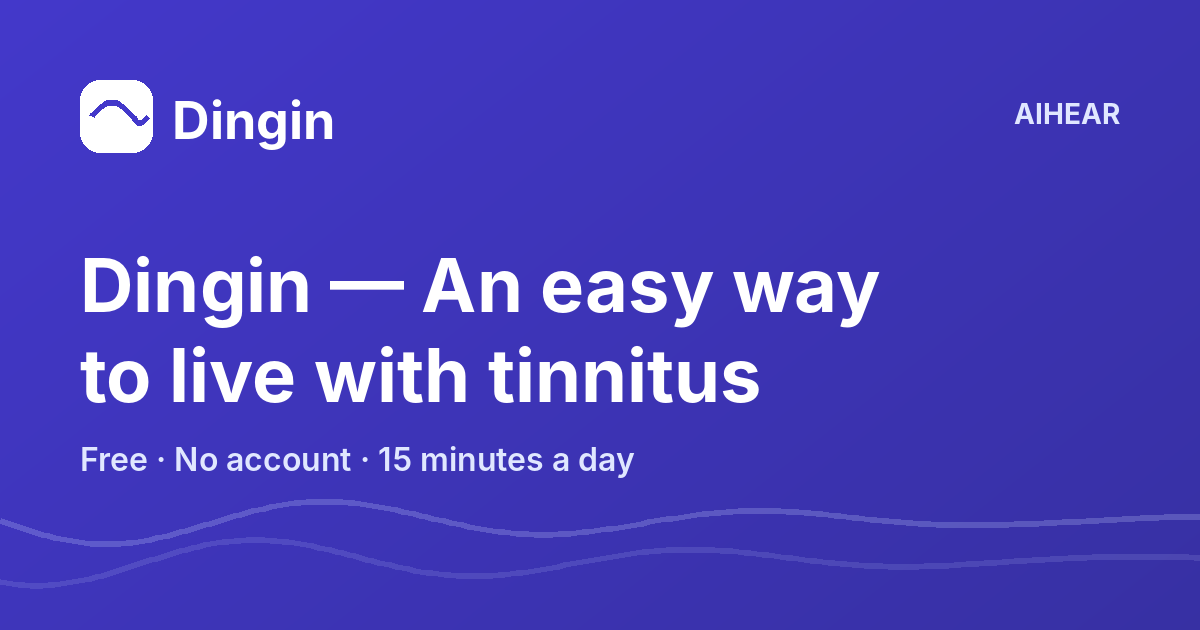 Dingin
AIHEAR
Dingin — An easy way
to live with tinnitus
Free · No account · 15 minutes a day